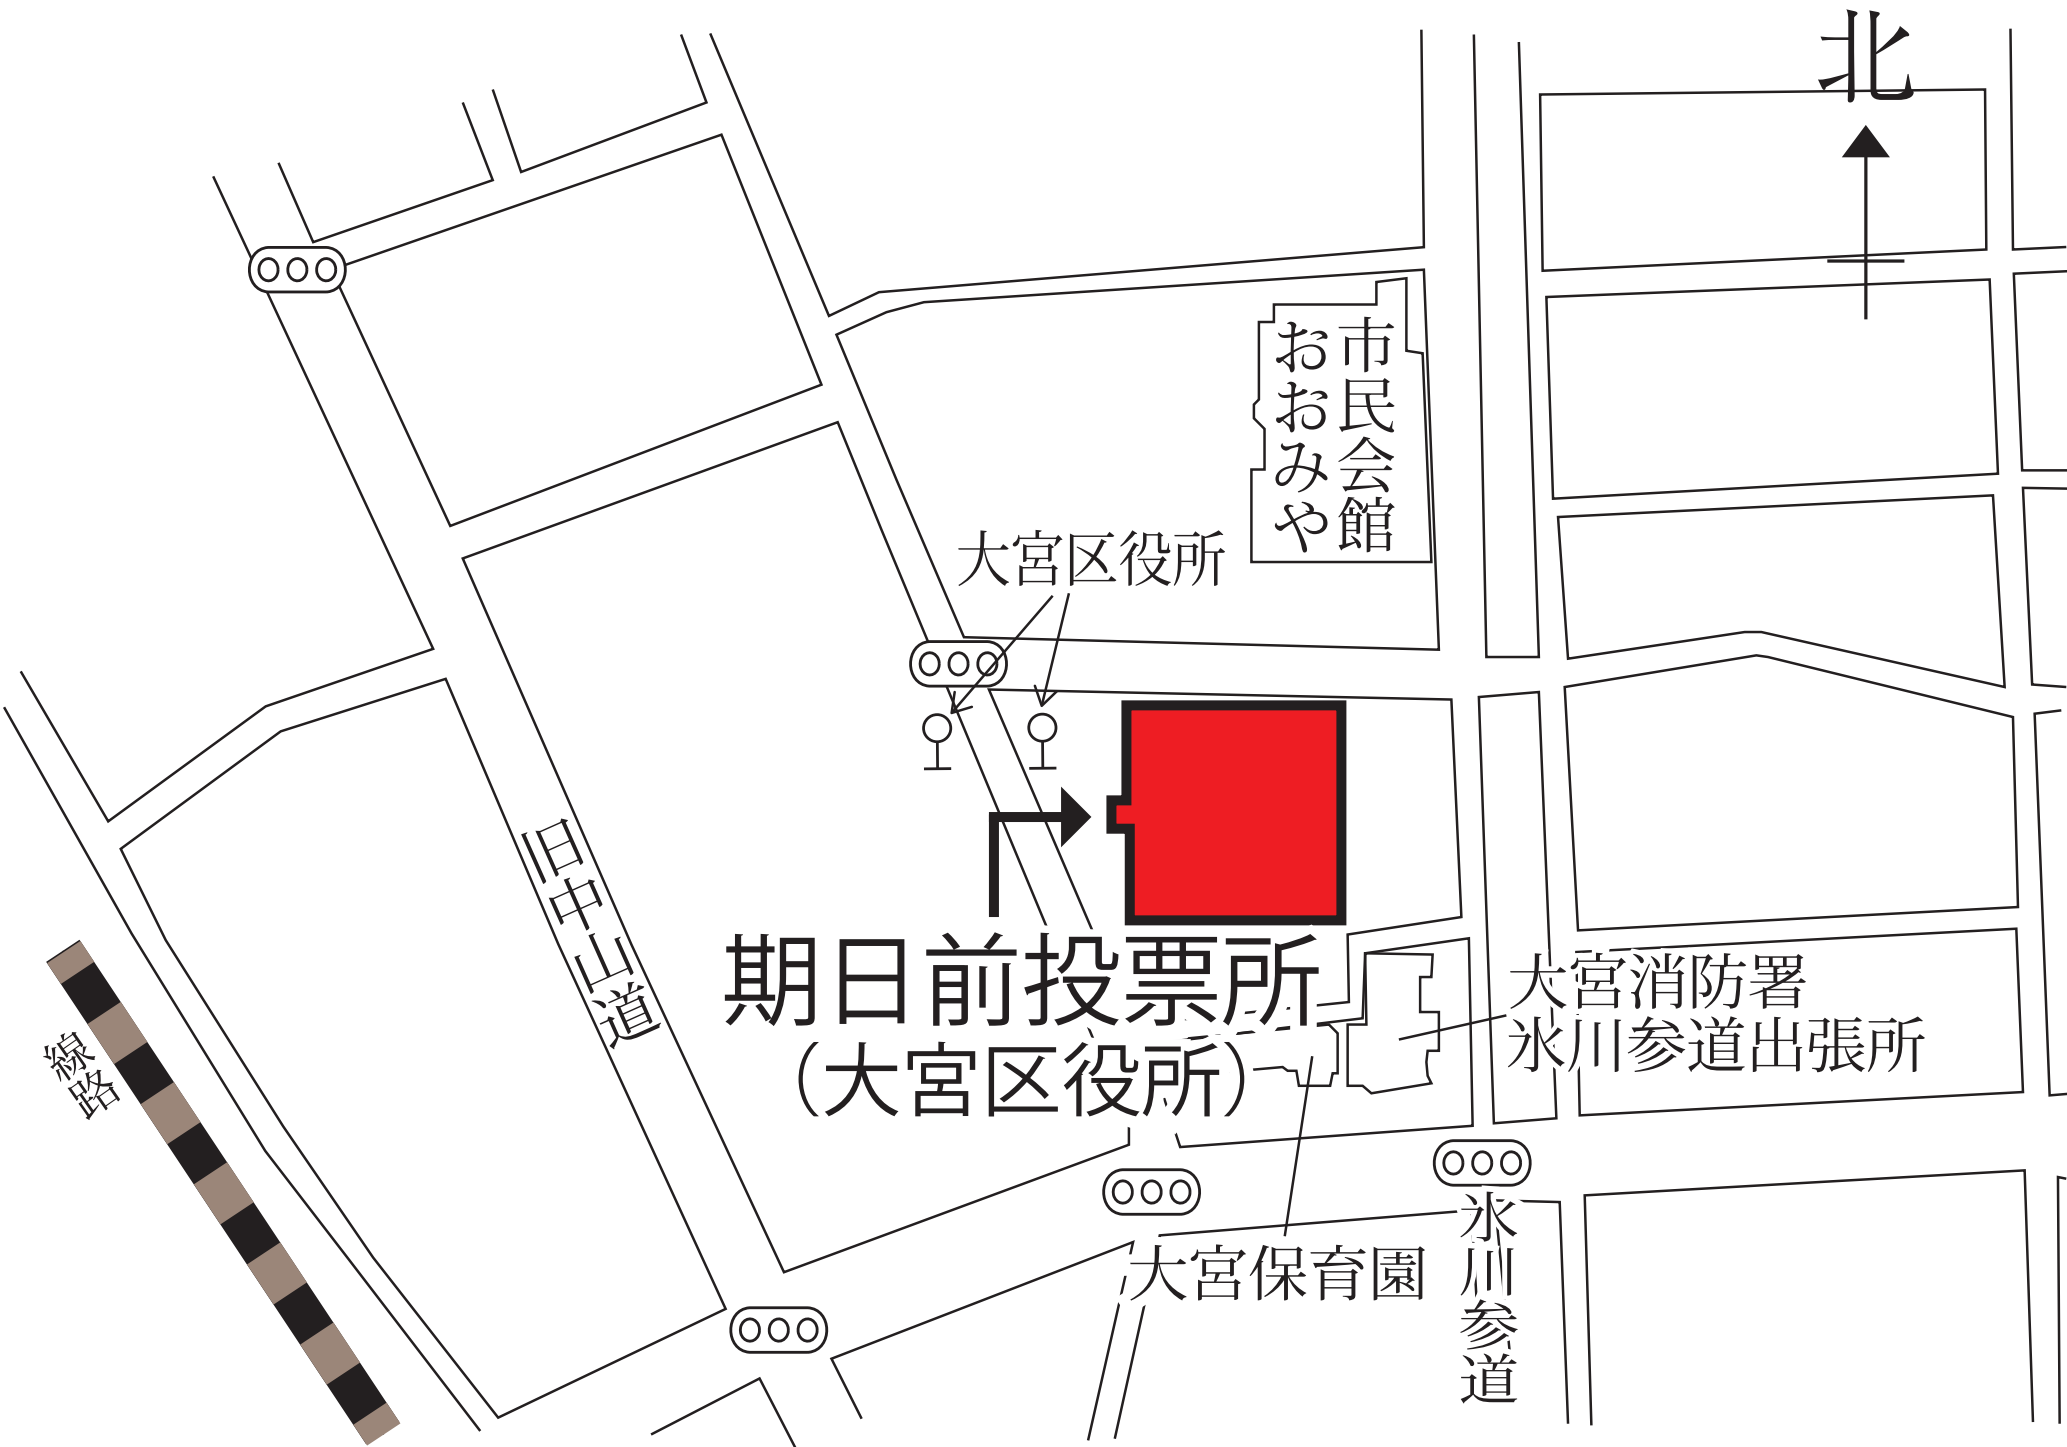 北
市民会館
おおみや
大宮区役所
旧中山道
線路
期日前投票所
（大宮区役所）
大宮消防署
氷川参道出張所
大宮保育園
氷川参道